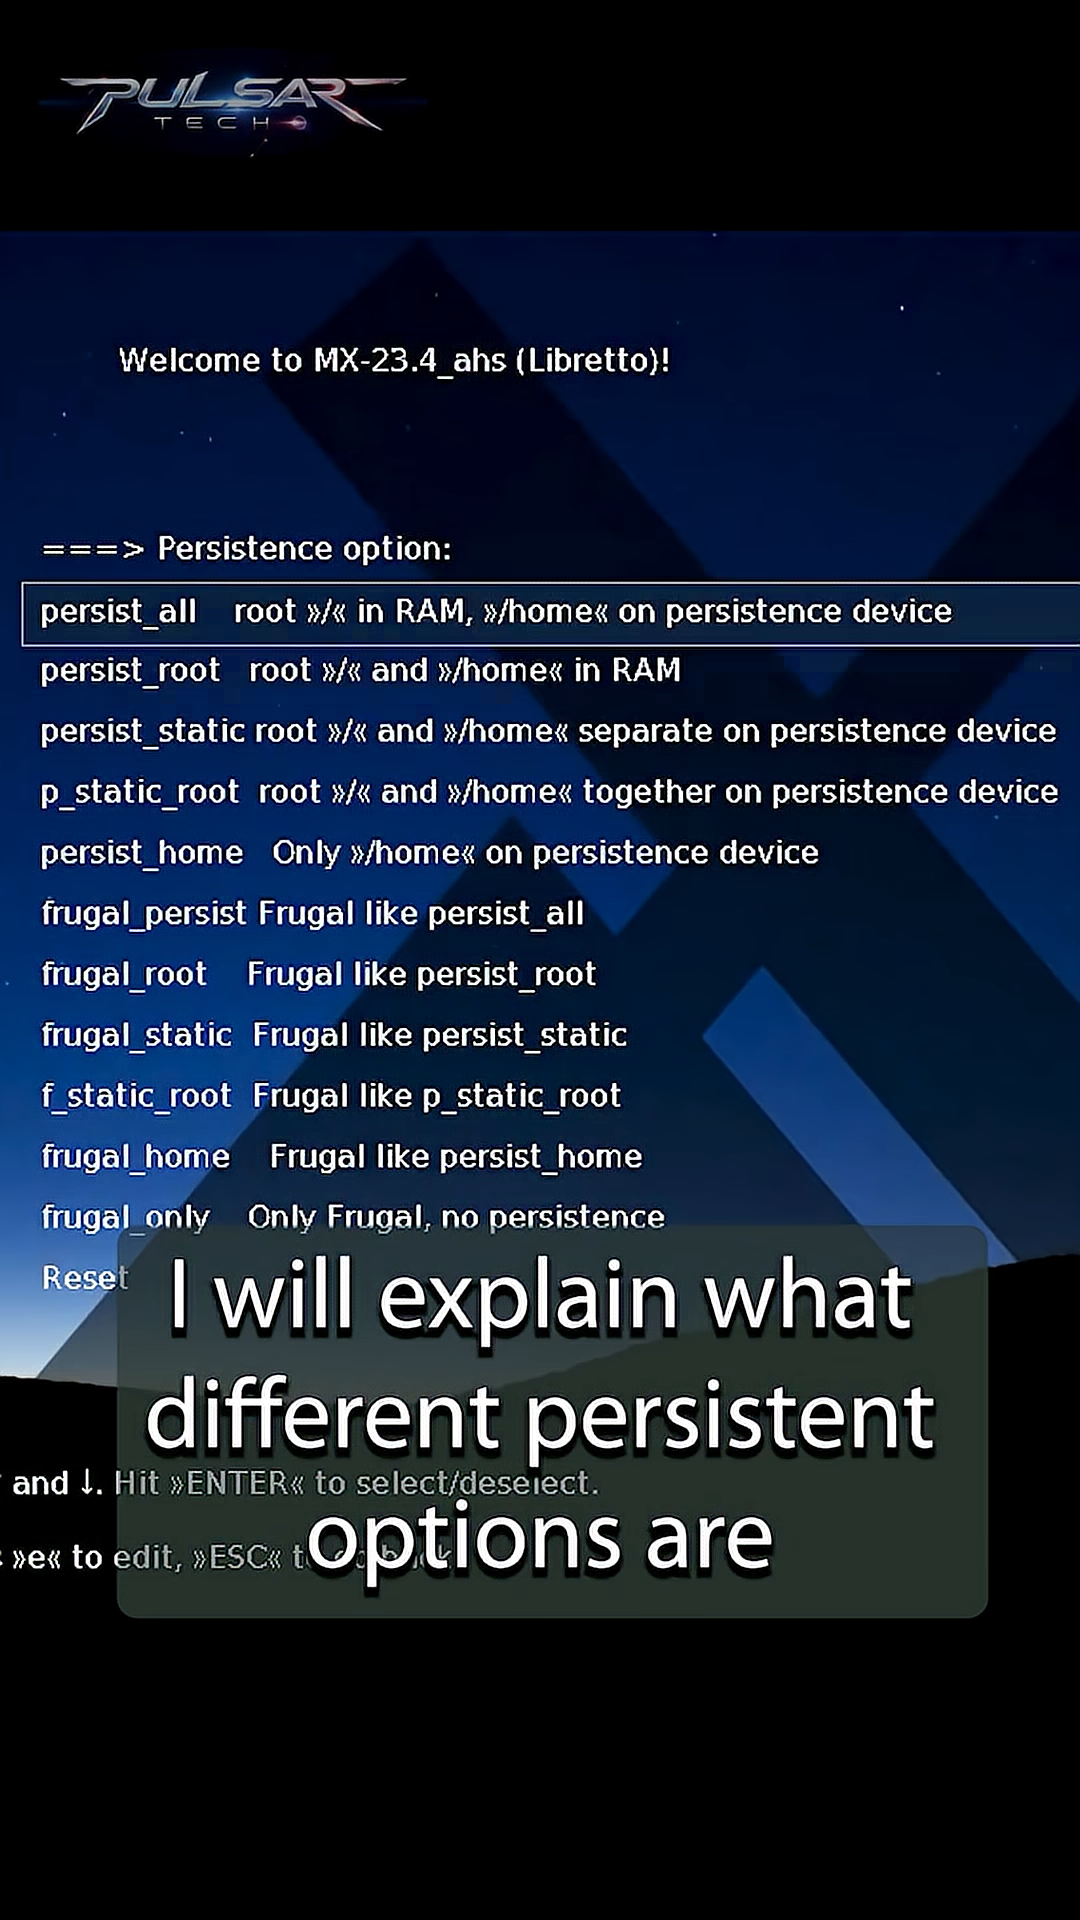 PULSAR
TECH
Welcome to MX-23.4_ahs (Libretto)!
===> Persistence option:
persist_all root »/« in RAM, »/home« on persistence device
persist_root root »/« and »/home« in RAM
persist_static root »/« and »/home« separate on persistence device
p_static_root root »/« and »/home« together on persistence device
persist_home Only »/home« on persistence device
frugal_persist Frugal like persist_all
frugal_root Frugal like persist_root
frugal_static Frugal like persist_static
f_static_root Frugal like p_static_root
frugal_home Frugal like persist_home
frugal_only Only Frugal, no persistence
Reset
I will explain what
different persistent
and ↓. Hit »ENTER« to select/deselect.
options are
»e« to edit, »ESC«